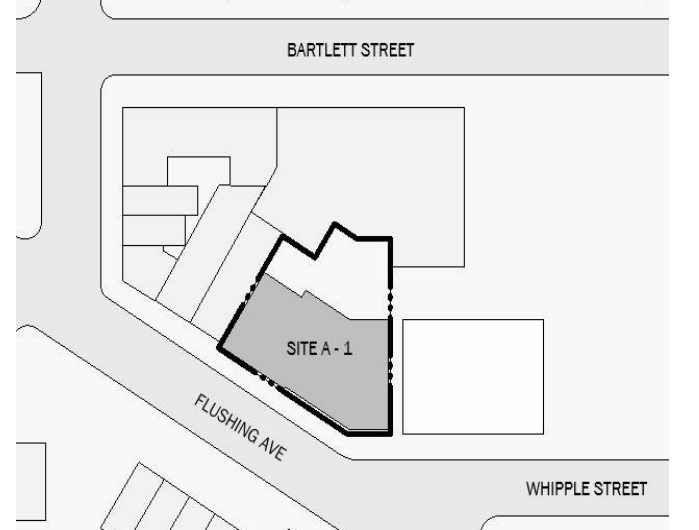 BARTLETT STREET
SITE A - 1
FLUSHING AVE
WHIPPLE STREET